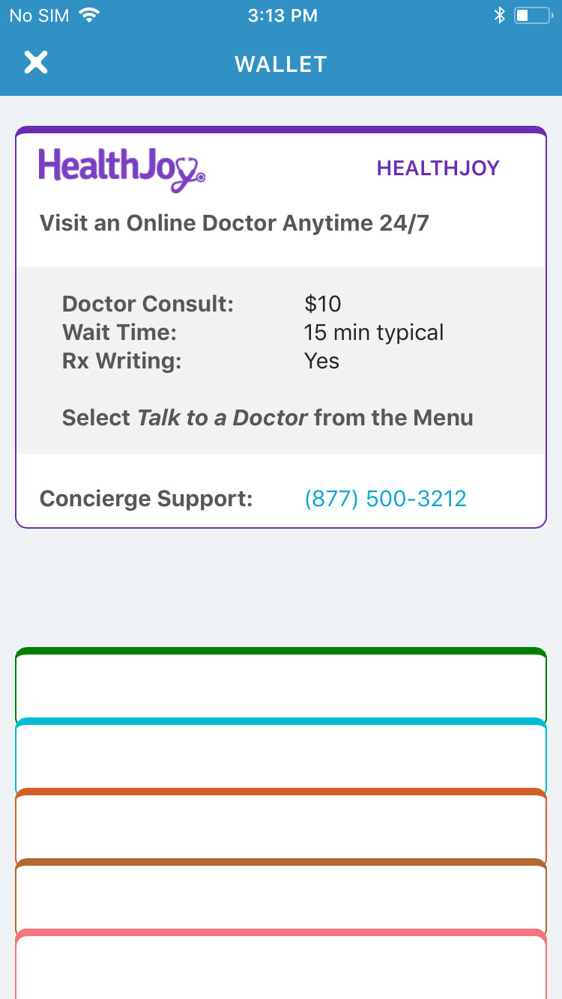 No SIM 3:13 PM
WALLET
HealthJoy HEALTHJOY
Visit an Online Doctor Anytime 24/7
Doctor Consult: $10
Wait Time: 15 min typical
Rx Writing: Yes
Select Talk to a Doctor from the Menu
Concierge Support: (877) 500-3212